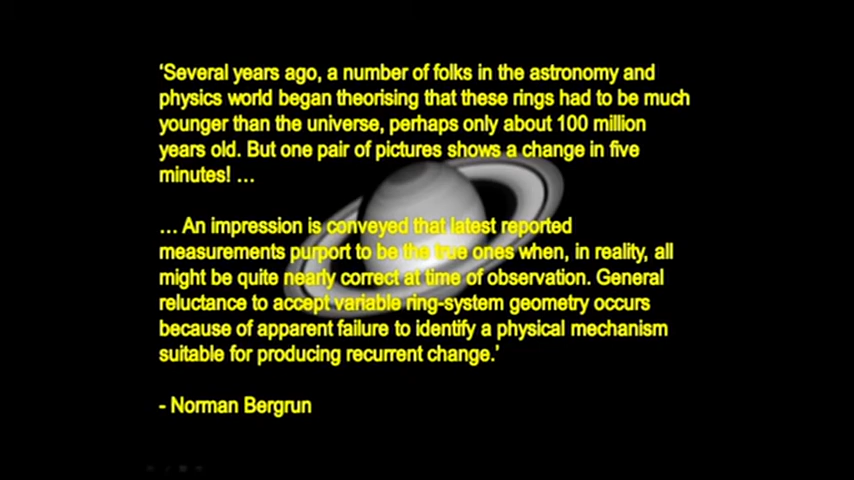 ‘Several years ago, a number of folks in the astronomy and
physics world began theorising that these rings had to be much
younger than the universe, perhaps only about 100 million
years old. But one pair of pictures shows a change in five
minutes! …
… An impression is conveyed that latest reported
measurements purport to be the true ones when, in reality, all
might be quite nearly correct at time of observation. General
reluctance to accept variable ring-system geometry occurs
because of apparent failure to identify a physical mechanism
suitable for producing recurrent change.’
- Norman Bergrun